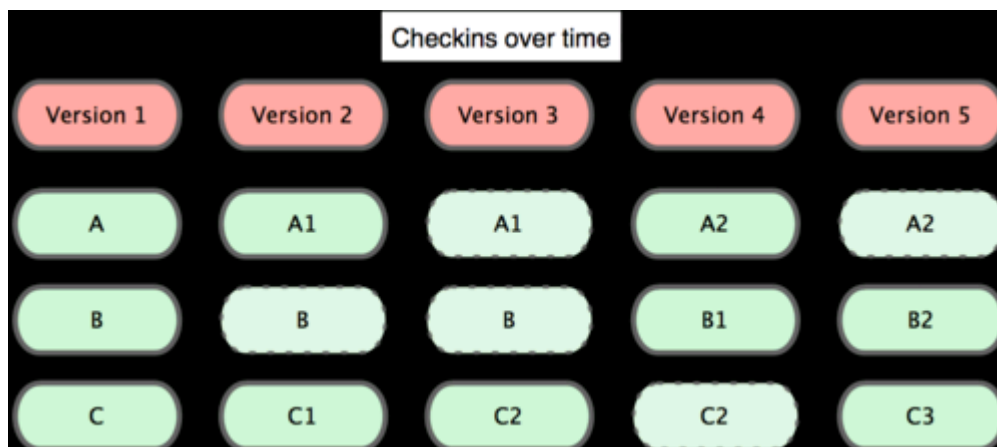 Checkins over time
Version 1 Version 2 Version 3 Version 4 Version 5
A A1 A1 A2 A2
B B B B1 B2
C C1 C2 C2 C3